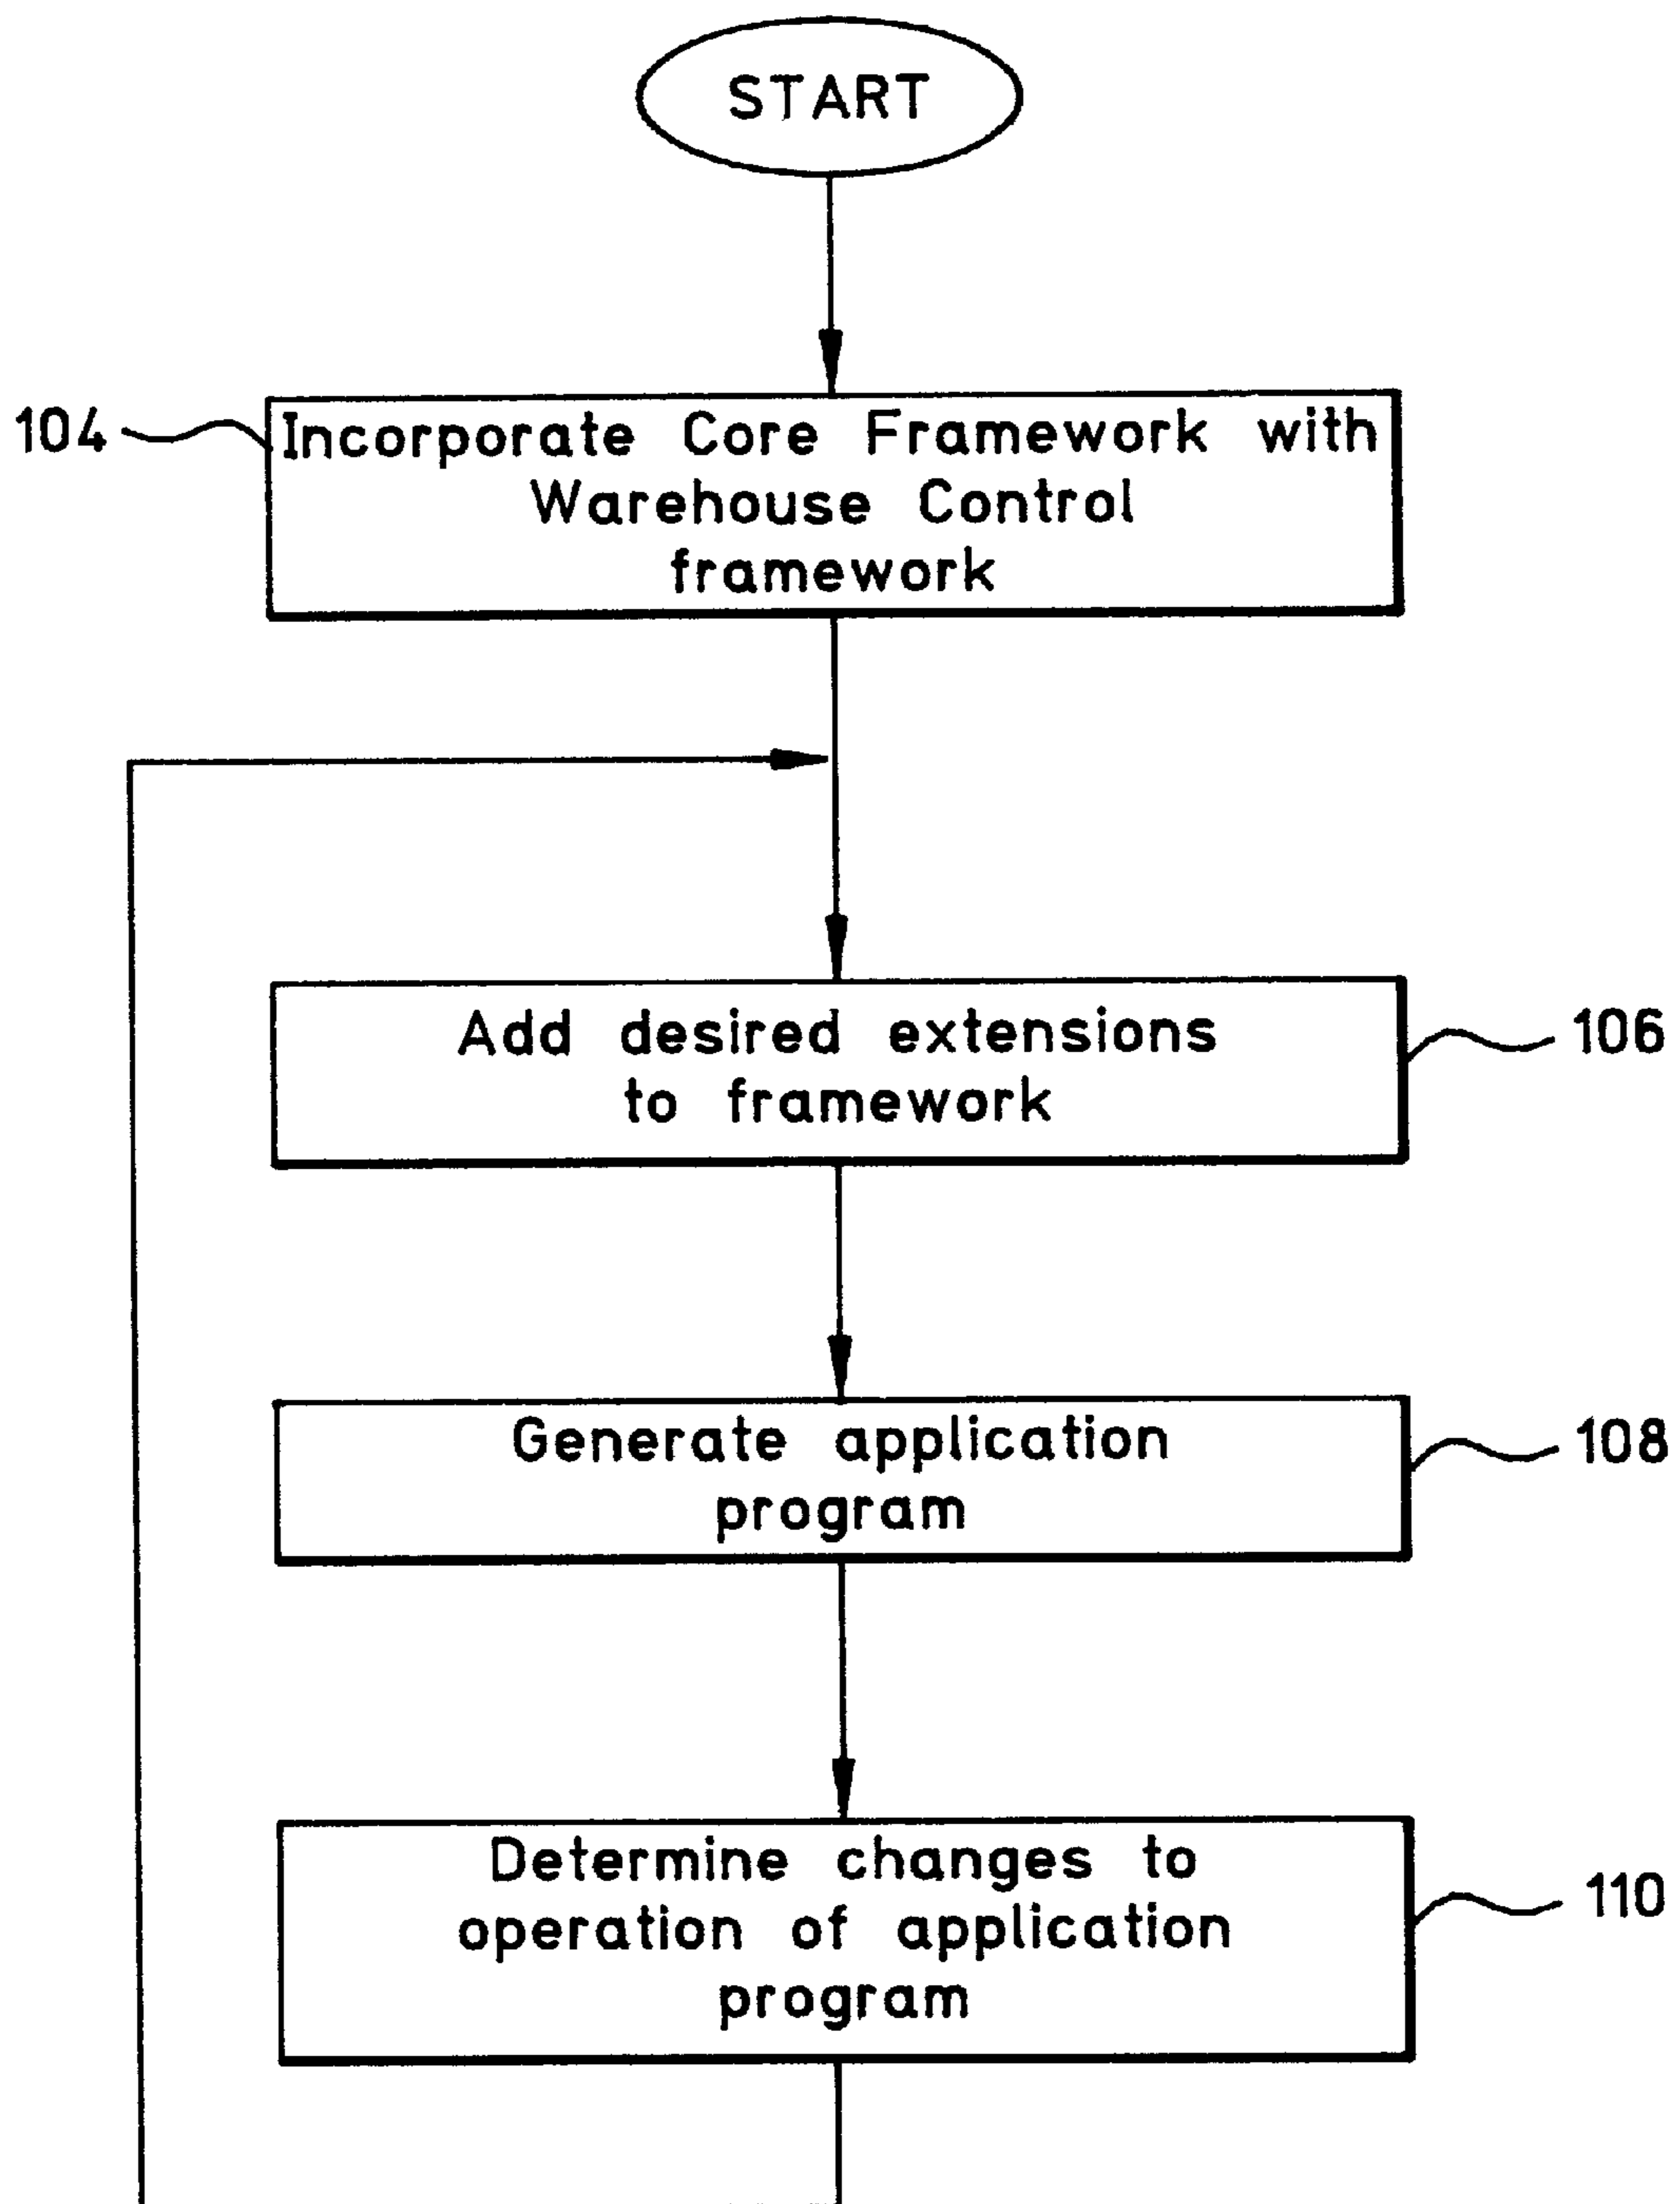 START
104
Incorporate Core Framework with
Warehouse Control
framework
Add desired extensions
to framework
106
Generate application
program
108
Determine changes to
operation of application
program
110